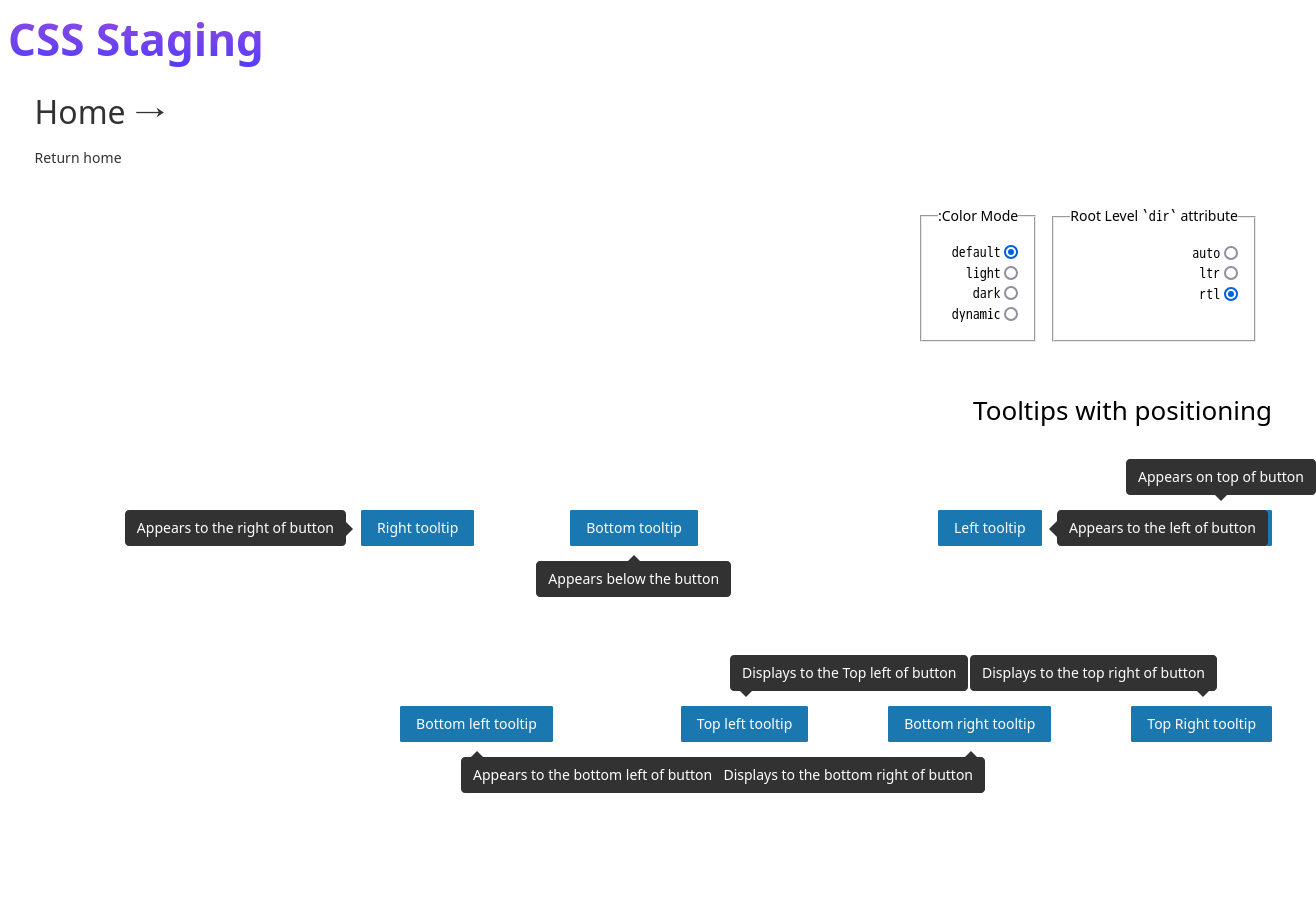 CSS Staging
Home →
Return home
:Color Mode
default
light
dark
dynamic
Root Level `dir` attribute
auto
ltr
rtl
Tooltips with positioning
Appears on top of button
Appears to the right of button
Right tooltip
Bottom tooltip
Left tooltip
Appears to the left of button
Appears below the button
Displays to the Top left of button
Displays to the top right of button
Bottom left tooltip
Top left tooltip
Bottom right tooltip
Top Right tooltip
Appears to the bottom left of button
Displays to the bottom right of button